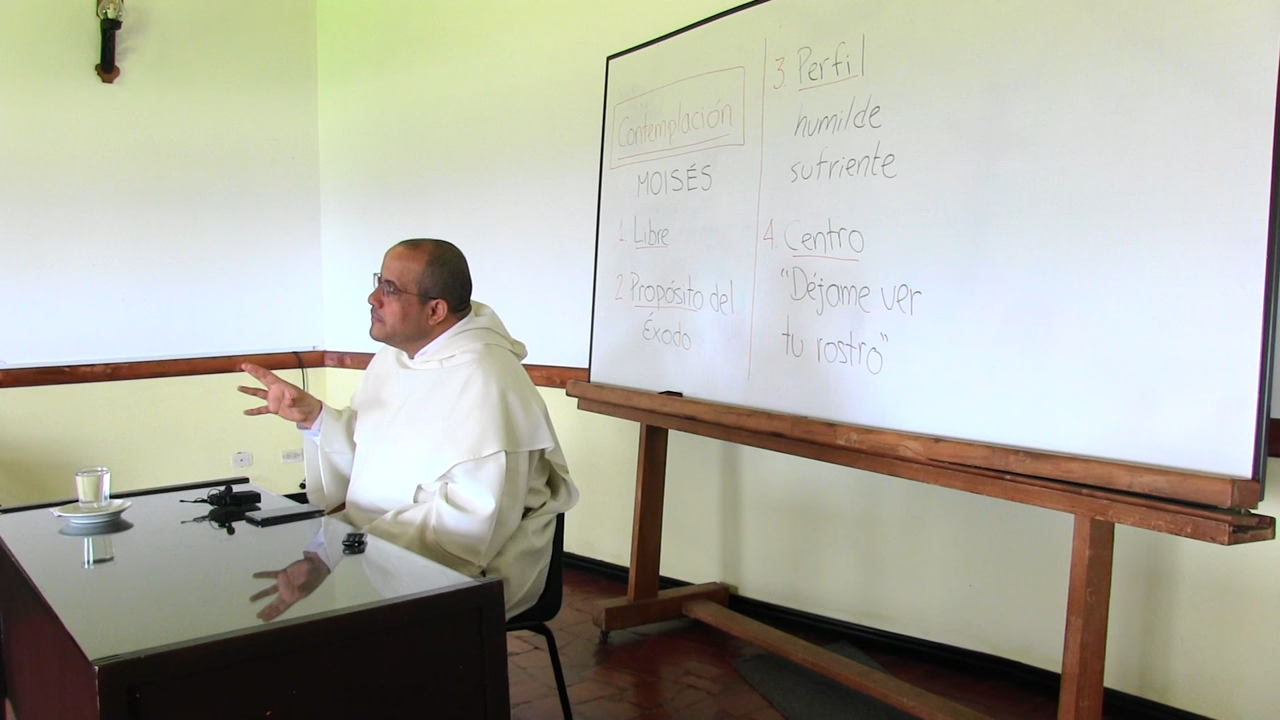 Contemplación
MOISÉS
1. Libre
2. Propósito del
Éxodo
3. Perfil
humilde
sufriente
4. Centro
"Déjame ver
tu rostro"